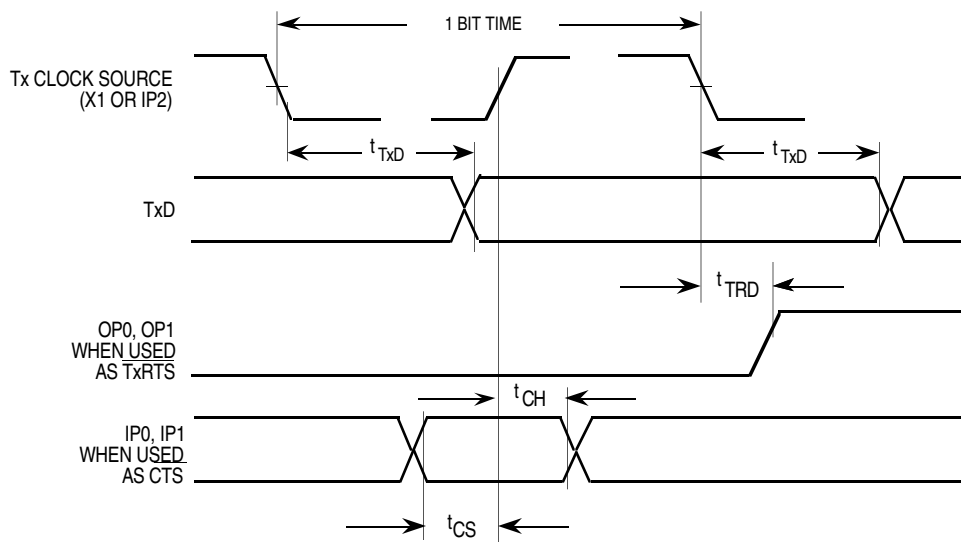 1 BIT TIME
Tx CLOCK SOURCE
(X1 OR IP2)
tTxD
tTxD
TxD
tTRD
OP0, OP1
WHEN USED
AS TxRTS
tCH
IP0, IP1
WHEN USED
AS CTS
tCS